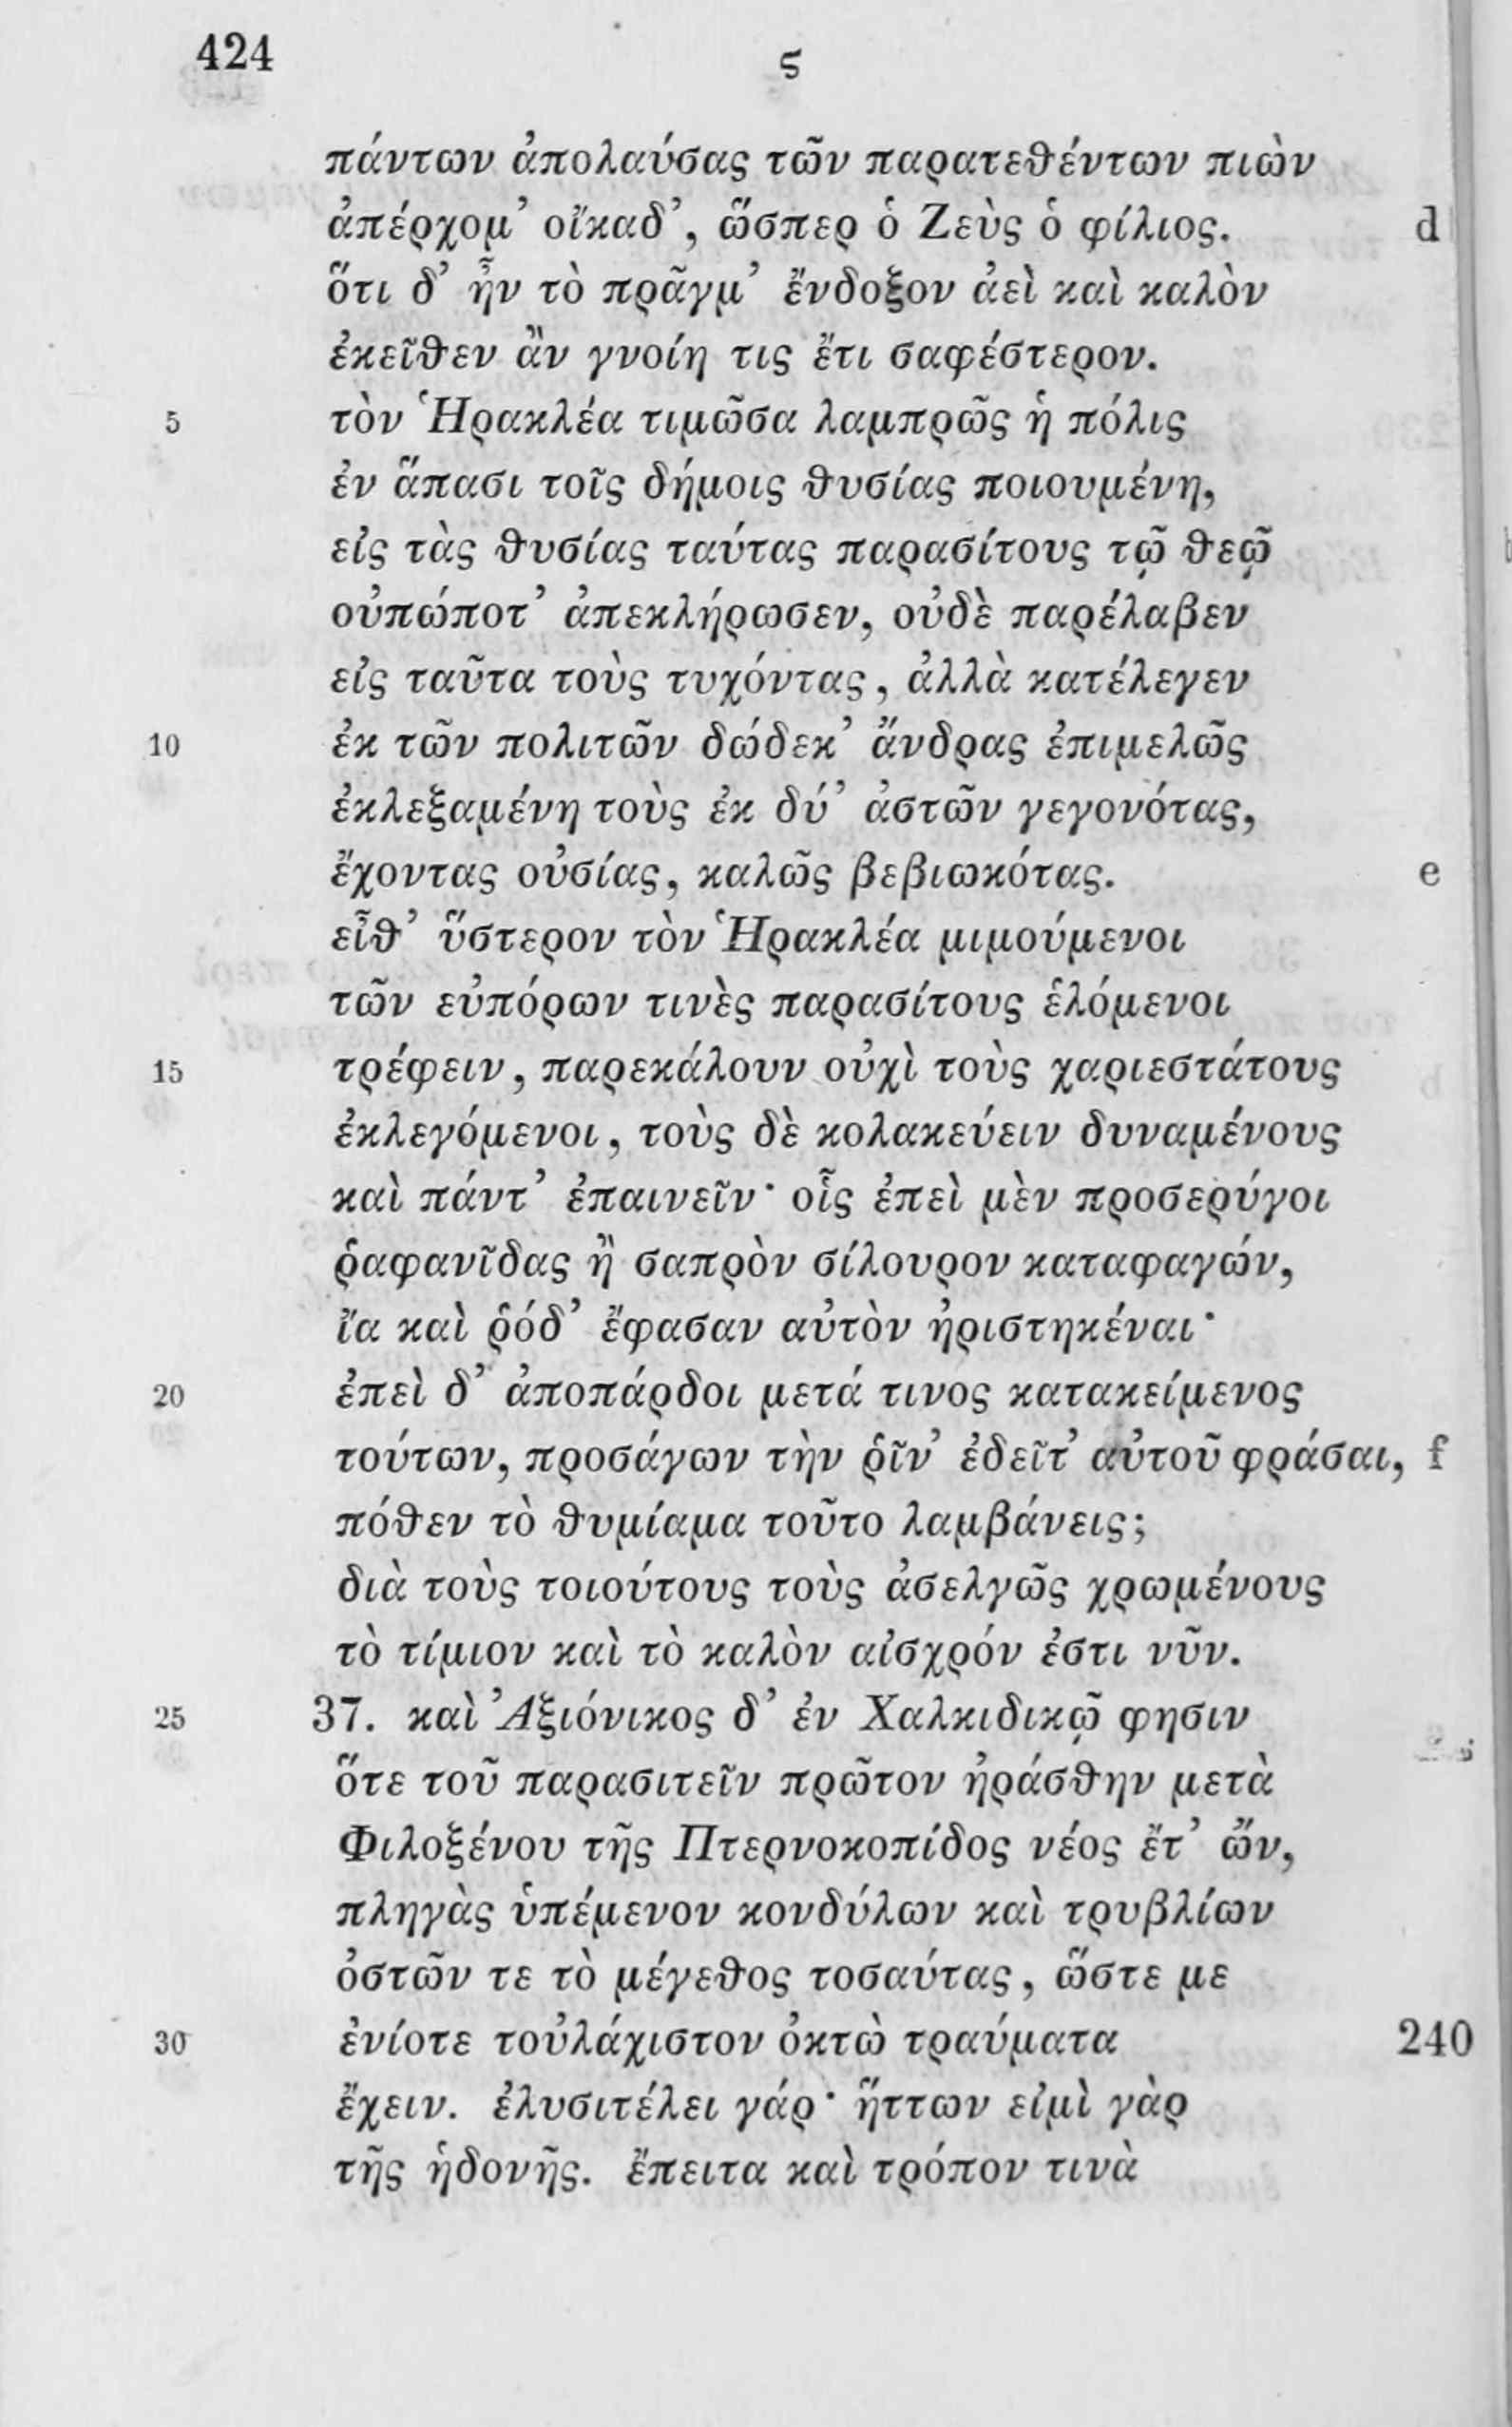 424 ς
πάντων ἀπολαύσας τῶν παρατεθέντων πιὼν
ἀπέρχομ’ οἴκαδ’, ὥσπερ ὁ Ζεὺς ὁ φίλιος. d
ὅτι δ’ ἦν τὸ πρᾶγμ’ ἔνδοξον ἀεὶ καὶ καλὸν
ἐκεῖθεν ἂν γνοίη τις ἔτι σαφέστερον.
5 τὸν Ἡρακλέα τιμῶσα λαμπρῶς ἡ πόλις
ἐν ἅπασι τοῖς δήμοις θυσίας ποιουμένη,
εἰς τὰς θυσίας ταύτας παρασίτους τῷ θεῷ
οὐπώποτ’ ἀπεκλήρωσεν, οὐδὲ παρέλαβεν
εἰς ταῦτα τοὺς τυχόντας, ἀλλὰ κατέλεγεν
10 ἐκ τῶν πολιτῶν δώδεκ’ ἄνδρας ἐπιμελῶς
ἐκλεξαμένη τοὺς ἐκ δύ’ ἀστῶν γεγονότας,
ἔχοντας οὐσίας, καλῶς βεβιωκότας. e
εἶθ’ ὕστερον τὸν Ἡρακλέα μιμούμενοι
τῶν εὐπόρων τινὲς παρασίτους ἑλόμενοι
15 τρέφειν, παρεκάλουν οὐχὶ τοὺς χαριεστάτους
ἐκλεγόμενοι, τοὺς δὲ κολακεύειν δυναμένους
καὶ πάντ’ ἐπαινεῖν· οἷς ἐπεὶ μὲν προσερύγοι
ῥαφανῖδας ἢ σαπρὸν σίλουρον καταφαγών,
ἴα καὶ ῥόδ’ ἔφασαν αὐτὸν ἠριστηκέναι·
20 ἐπεὶ δ’ ἀποπάρδοι μετά τινος κατακείμενος
τούτων, προσάγων τὴν ῥῖν’ ἐδεῖτ’ αὐτοῦ φράσαι, f
πόθεν τὸ θυμίαμα τοῦτο λαμβάνεις;
διὰ τοὺς τοιούτους τοὺς ἀσελγῶς χρωμένους
τὸ τίμιον καὶ τὸ καλὸν αἰσχρόν ἐστι νῦν.
25 37. καὶ Ἀξιόνικος δ’ ἐν Χαλκιδικῷ φησιν
ὅτε τοῦ παρασιτεῖν πρῶτον ἠράσθην μετὰ
Φιλοξένου τῆς Πτερνοκοπίδος νέος ἔτ’ ὤν,
πληγὰς ὑπέμενον κονδύλων καὶ τρυβλίων
ὀστῶν τε τὸ μέγεθος τοσαύτας, ὥστε με
30 ἐνίοτε τοὐλάχιστον ὀκτὼ τραύματα 240
ἔχειν. ἐλυσιτέλει γάρ· ἥττων εἰμὶ γὰρ
τῆς ἡδονῆς. ἔπειτα καὶ τρόπον τινὰ